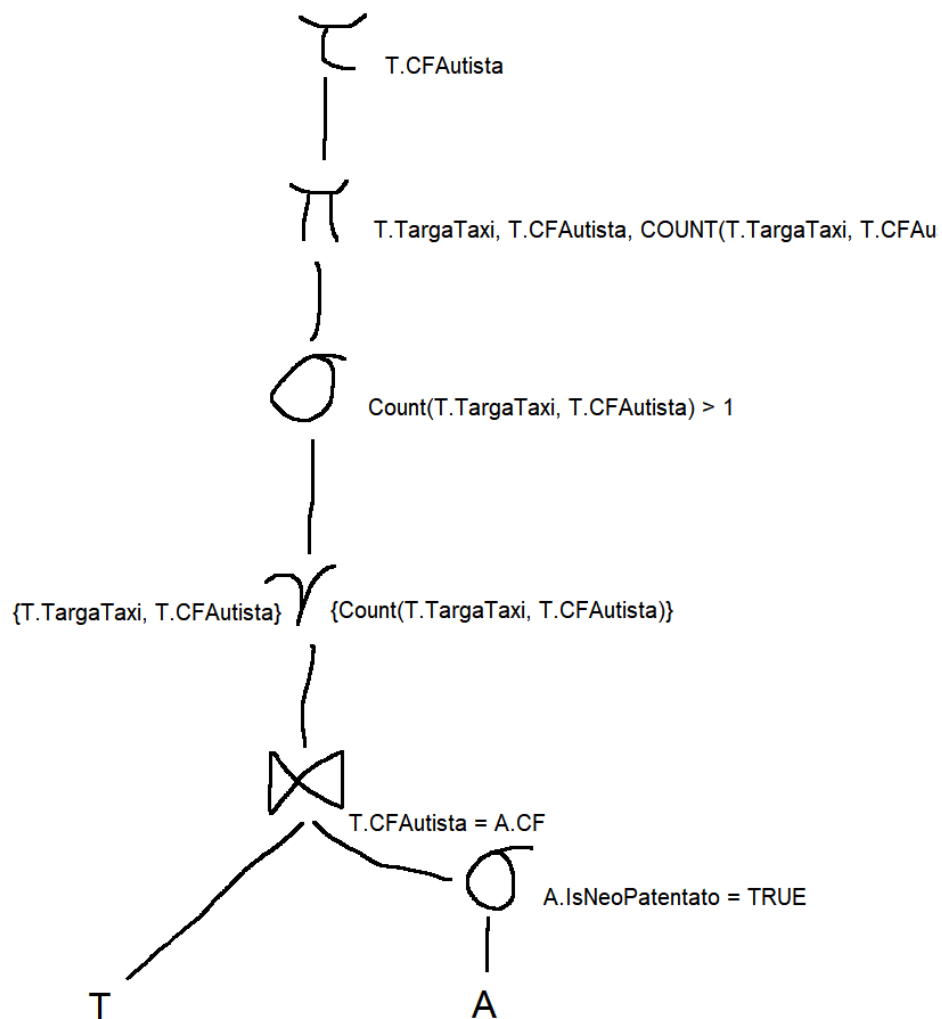 τ T.CFAutista
π T.TargaTaxi, T.CFAutista, COUNT(T.TargaTaxi, T.CFAu
σ Count(T.TargaTaxi, T.CFAutista) > 1
{T.TargaTaxi, T.CFAutista} γ {Count(T.TargaTaxi, T.CFAutista)}
⋈ T.CFAutista = A.CF
σ A.IsNeoPatentato = TRUE
T A